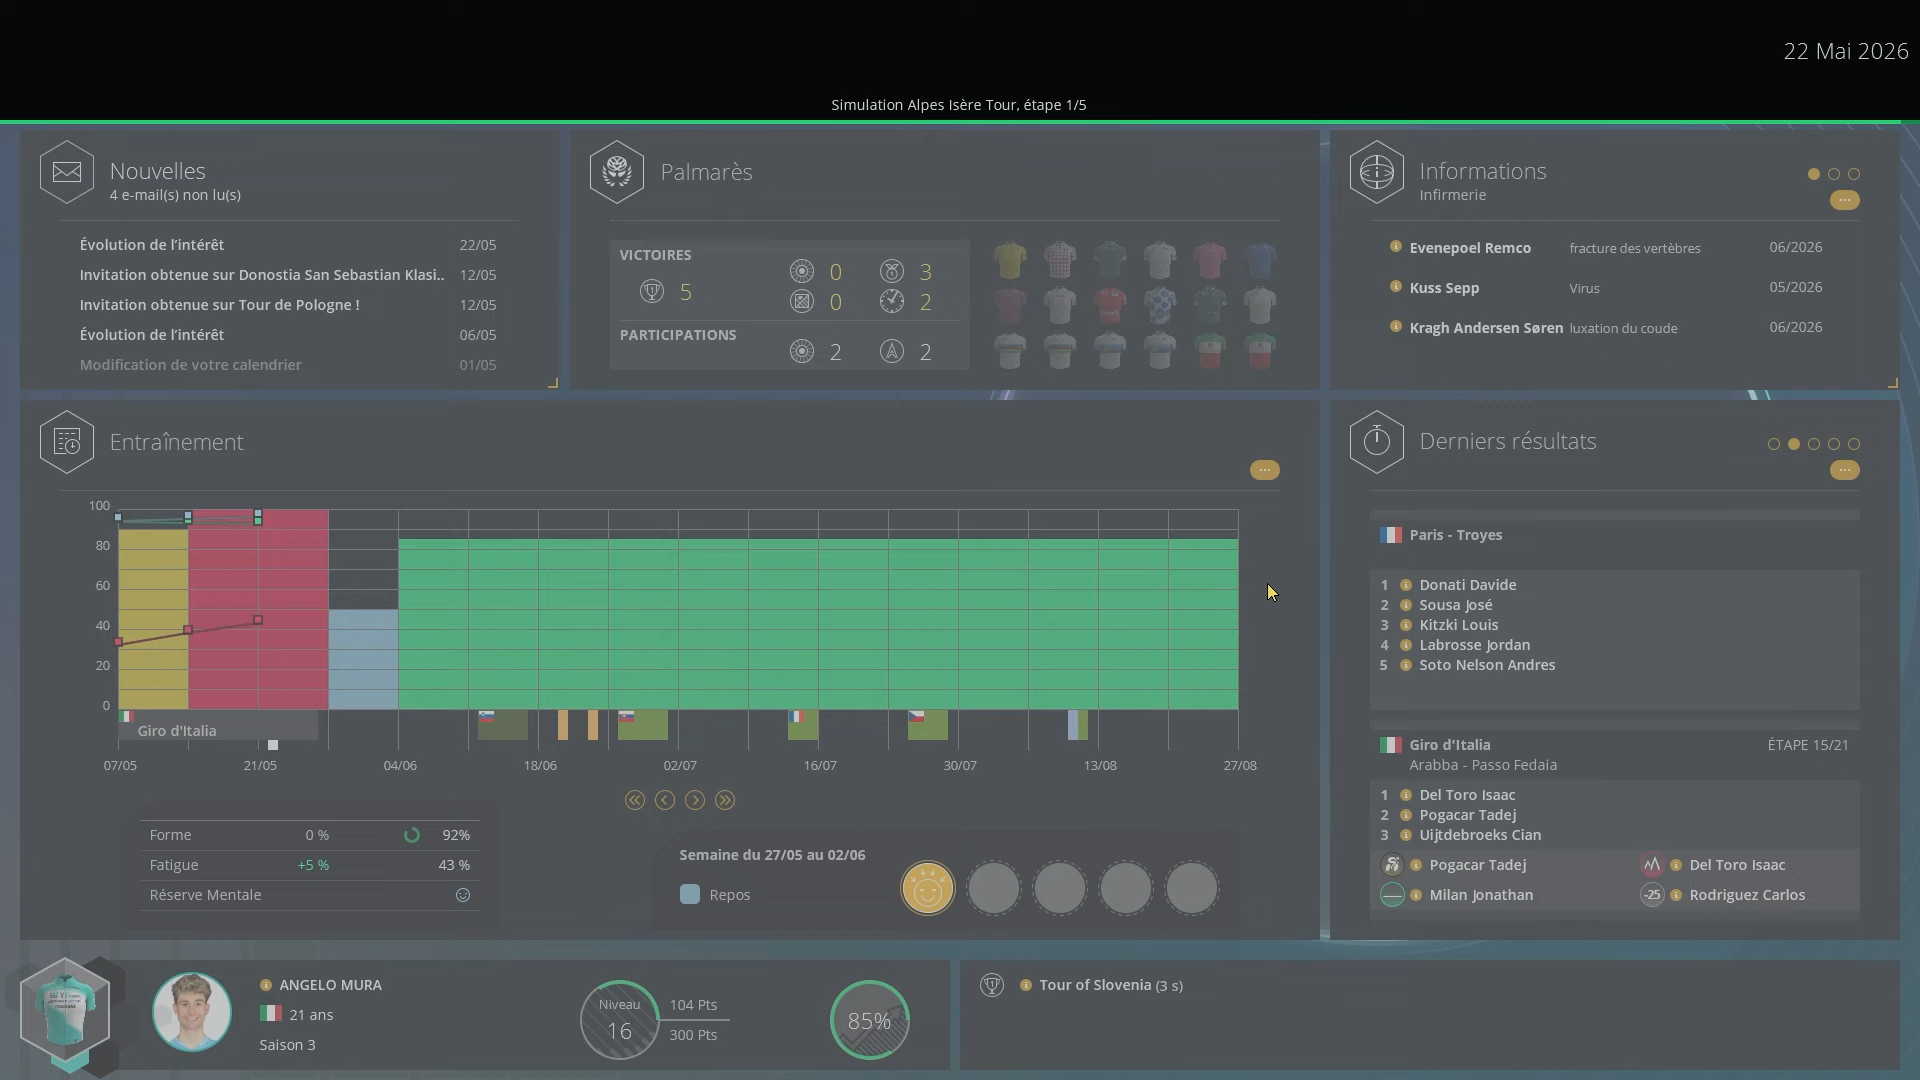 22 Mai 2026
Simulation Alpes Isère Tour, étape 1/5
Nouvelles
4 e-mail(s) non lu(s)
Évolution de l'intérêt 22/05
Invitation obtenue sur Donostia San Sebastian Klasi.. 12/05
Invitation obtenue sur Tour de Pologne ! 12/05
Évolution de l'intérêt 06/05
Modification de votre calendrier 01/05
Palmarès
VICTOIRES
5 0 3
0 2
PARTICIPATIONS
2 2
Informations
Infirmerie
...
Evenepoel Remco fracture des vertèbres 06/2026
Kuss Sepp Virus 05/2026
Kragh Andersen Søren luxation du coude 06/2026
Entraînement
...
100
80
60
40
20
0
Giro d'Italia
07/05 21/05 04/06 18/06 02/07 16/07 30/07 13/08 27/08
Forme 0 % 92%
Fatigue +5 % 43 %
Réserve Mentale
Semaine du 27/05 au 02/06
Repos
Derniers résultats
...
Paris - Troyes
1 Donati Davide
2 Sousa José
3 Kitzki Louis
4 Labrosse Jordan
5 Soto Nelson Andres
Giro d'Italia ÉTAPE 15/21
Arabba - Passo Fedaia
1 Del Toro Isaac
2 Pogacar Tadej
3 Uijtdebroeks Cian
Pogacar Tadej Del Toro Isaac
Milan Jonathan -25 Rodriguez Carlos
ANGELO MURA
21 ans
Saison 3
Niveau
16
104 Pts
300 Pts
85%
Tour of Slovenia (3 s)